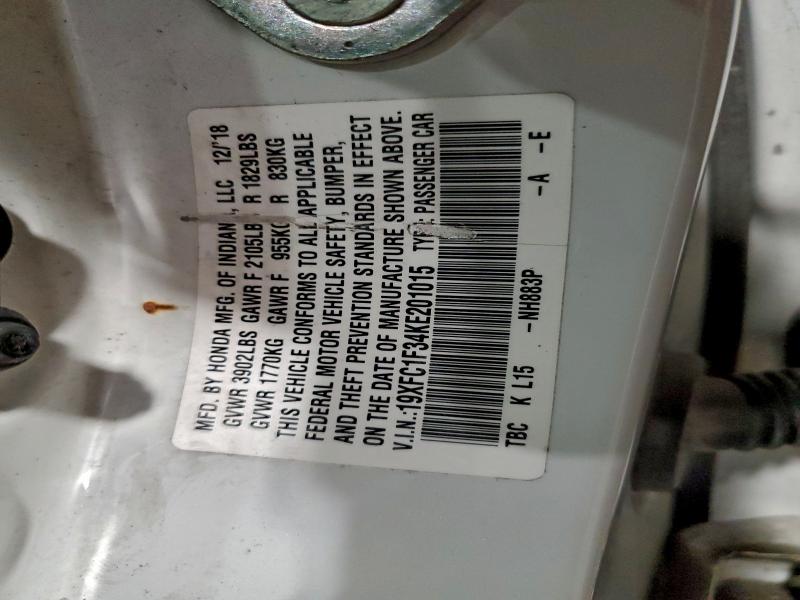 MFD. BY HONDA MFG. OF INDIAN , LLC 12/'18
GVWR 3902LBS GAWR F 2105LB R 1829LBS
GVWR 1770KG GAWR F 955KG R 830KG
THIS VEHICLE CONFORMS TO ALL APPLICABLE
FEDERAL MOTOR VEHICLE SAFETY, BUMPER,
AND THEFT PREVENTION STANDARDS IN EFFECT
ON THE DATE OF MANUFACTURE SHOWN ABOVE.
V.I.N.:19XFC1F34KE201015 TYPE: PASSENGER CAR
TBC K L15 -NH883P -A -E